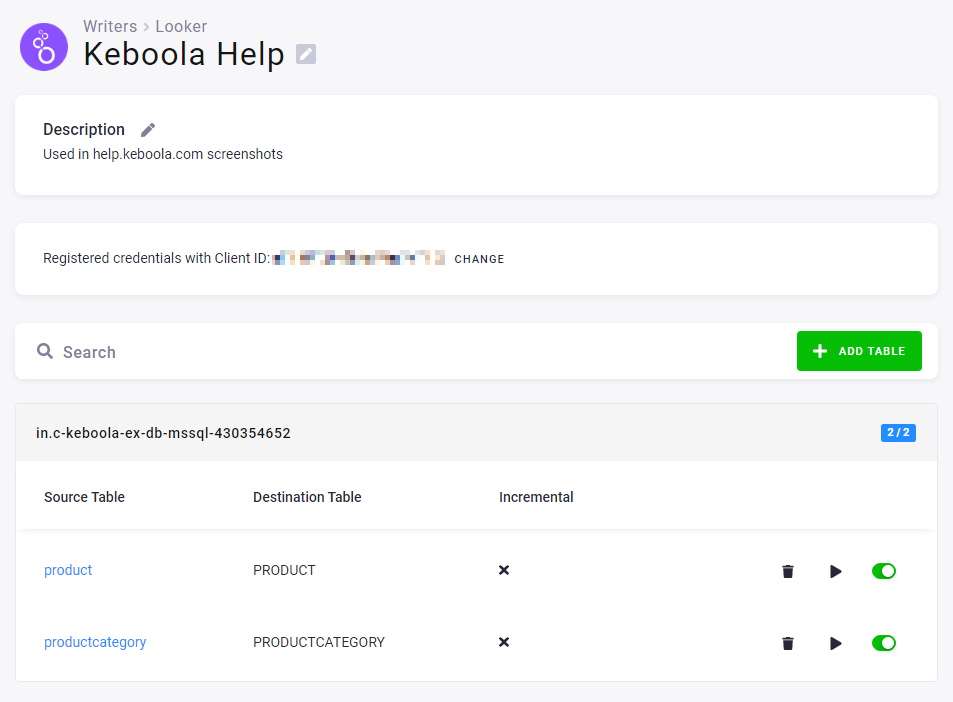 Writers > Looker
Keboola Help
Description
Used in help.keboola.com screenshots
Registered credentials with Client ID: CHANGE
Search
ADD TABLE
in.c-keboola-ex-db-mssql-430354652
2 / 2
Source Table Destination Table Incremental
product PRODUCT
productcategory PRODUCTCATEGORY